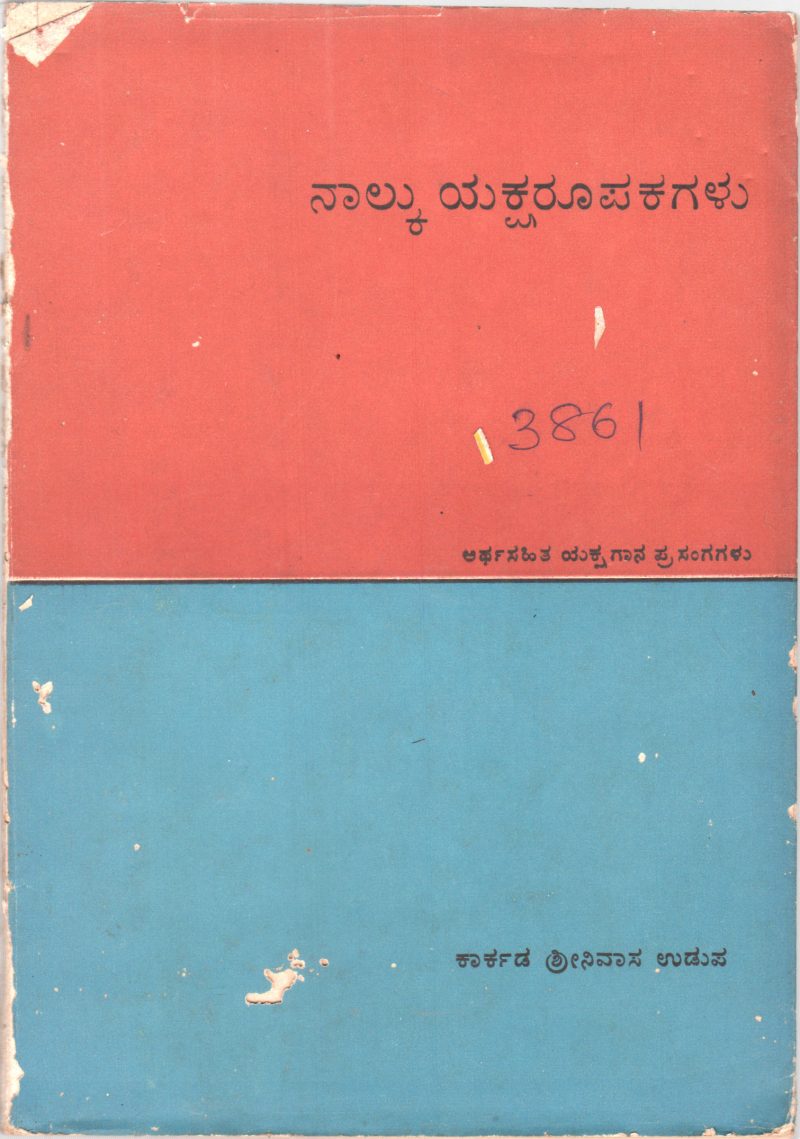 ನಾಲ್ಕು ಯಕ್ಷರೂಪಕಗಳು
3861
ಅರ್ಥಸಹಿತ ಯಕ್ಷಗಾನ ಪ್ರಸಂಗಗಳು
ಕಾರ್ಕಡ ಶ್ರೀನಿವಾಸ ಉಡುಪ